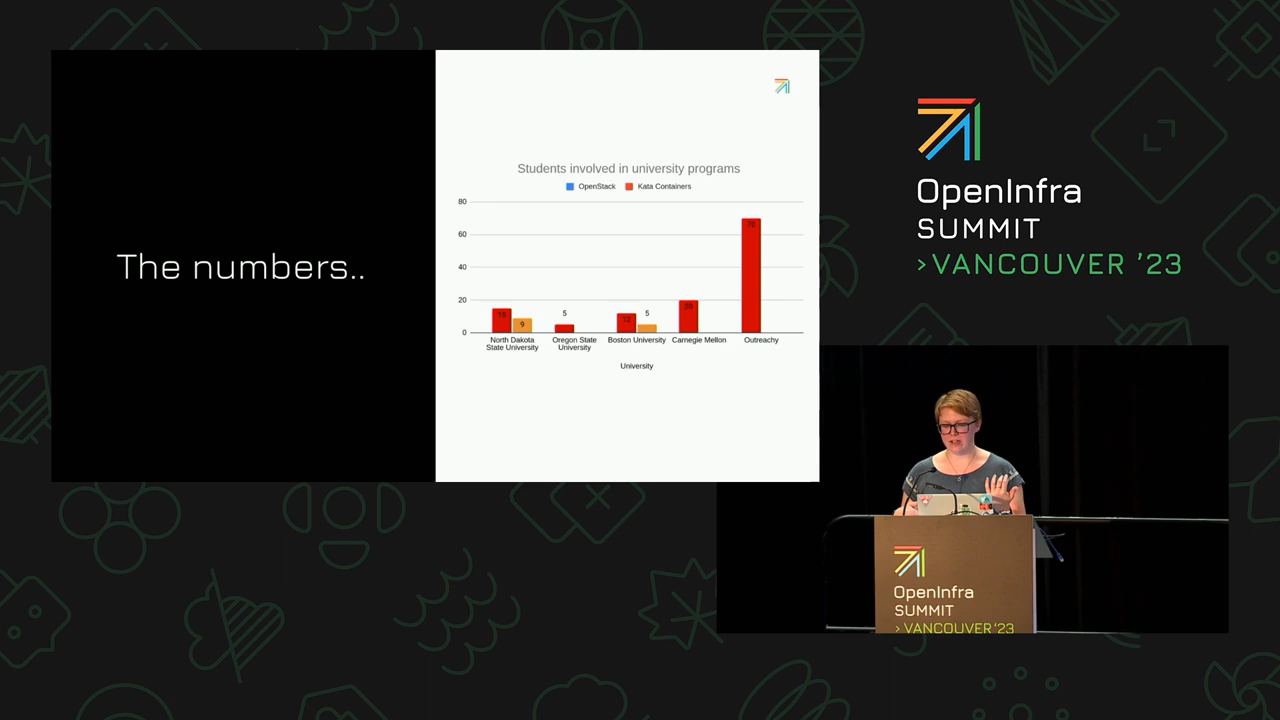 The numbers..
Students involved in university programs
OpenStack Kata Containers
80
60
40
20
0
15
9
5
12
5
20
70
North Dakota
State University
Oregon State
University
Boston University
Carnegie Mellon
Outreachy
University
OpenInfra
SUMMIT
>VANCOUVER '23
OpenInfra
SUMMIT
> VANCOUVER '23